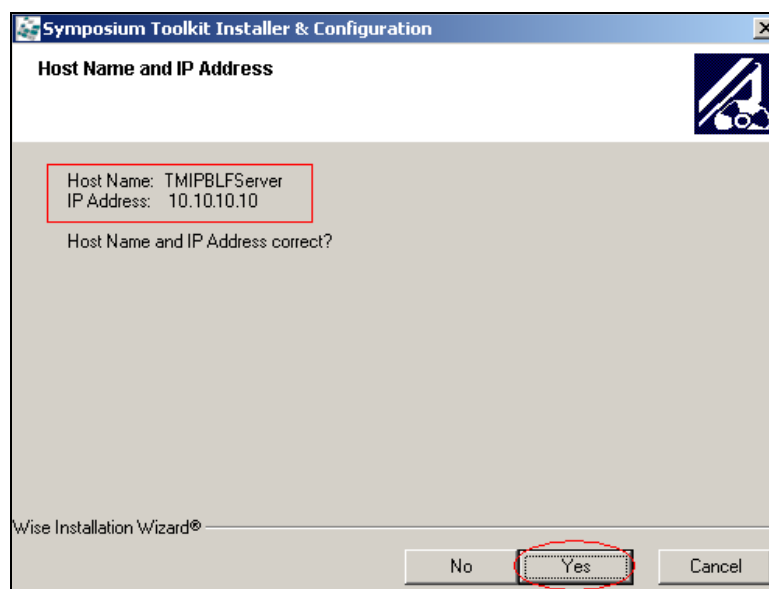 Symposium Toolkit Installer & Configuration
Host Name and IP Address
Host Name: TMIPBLFServer
IP Address: 10.10.10.10
Host Name and IP Address correct?
Wise Installation Wizard®
No Yes Cancel